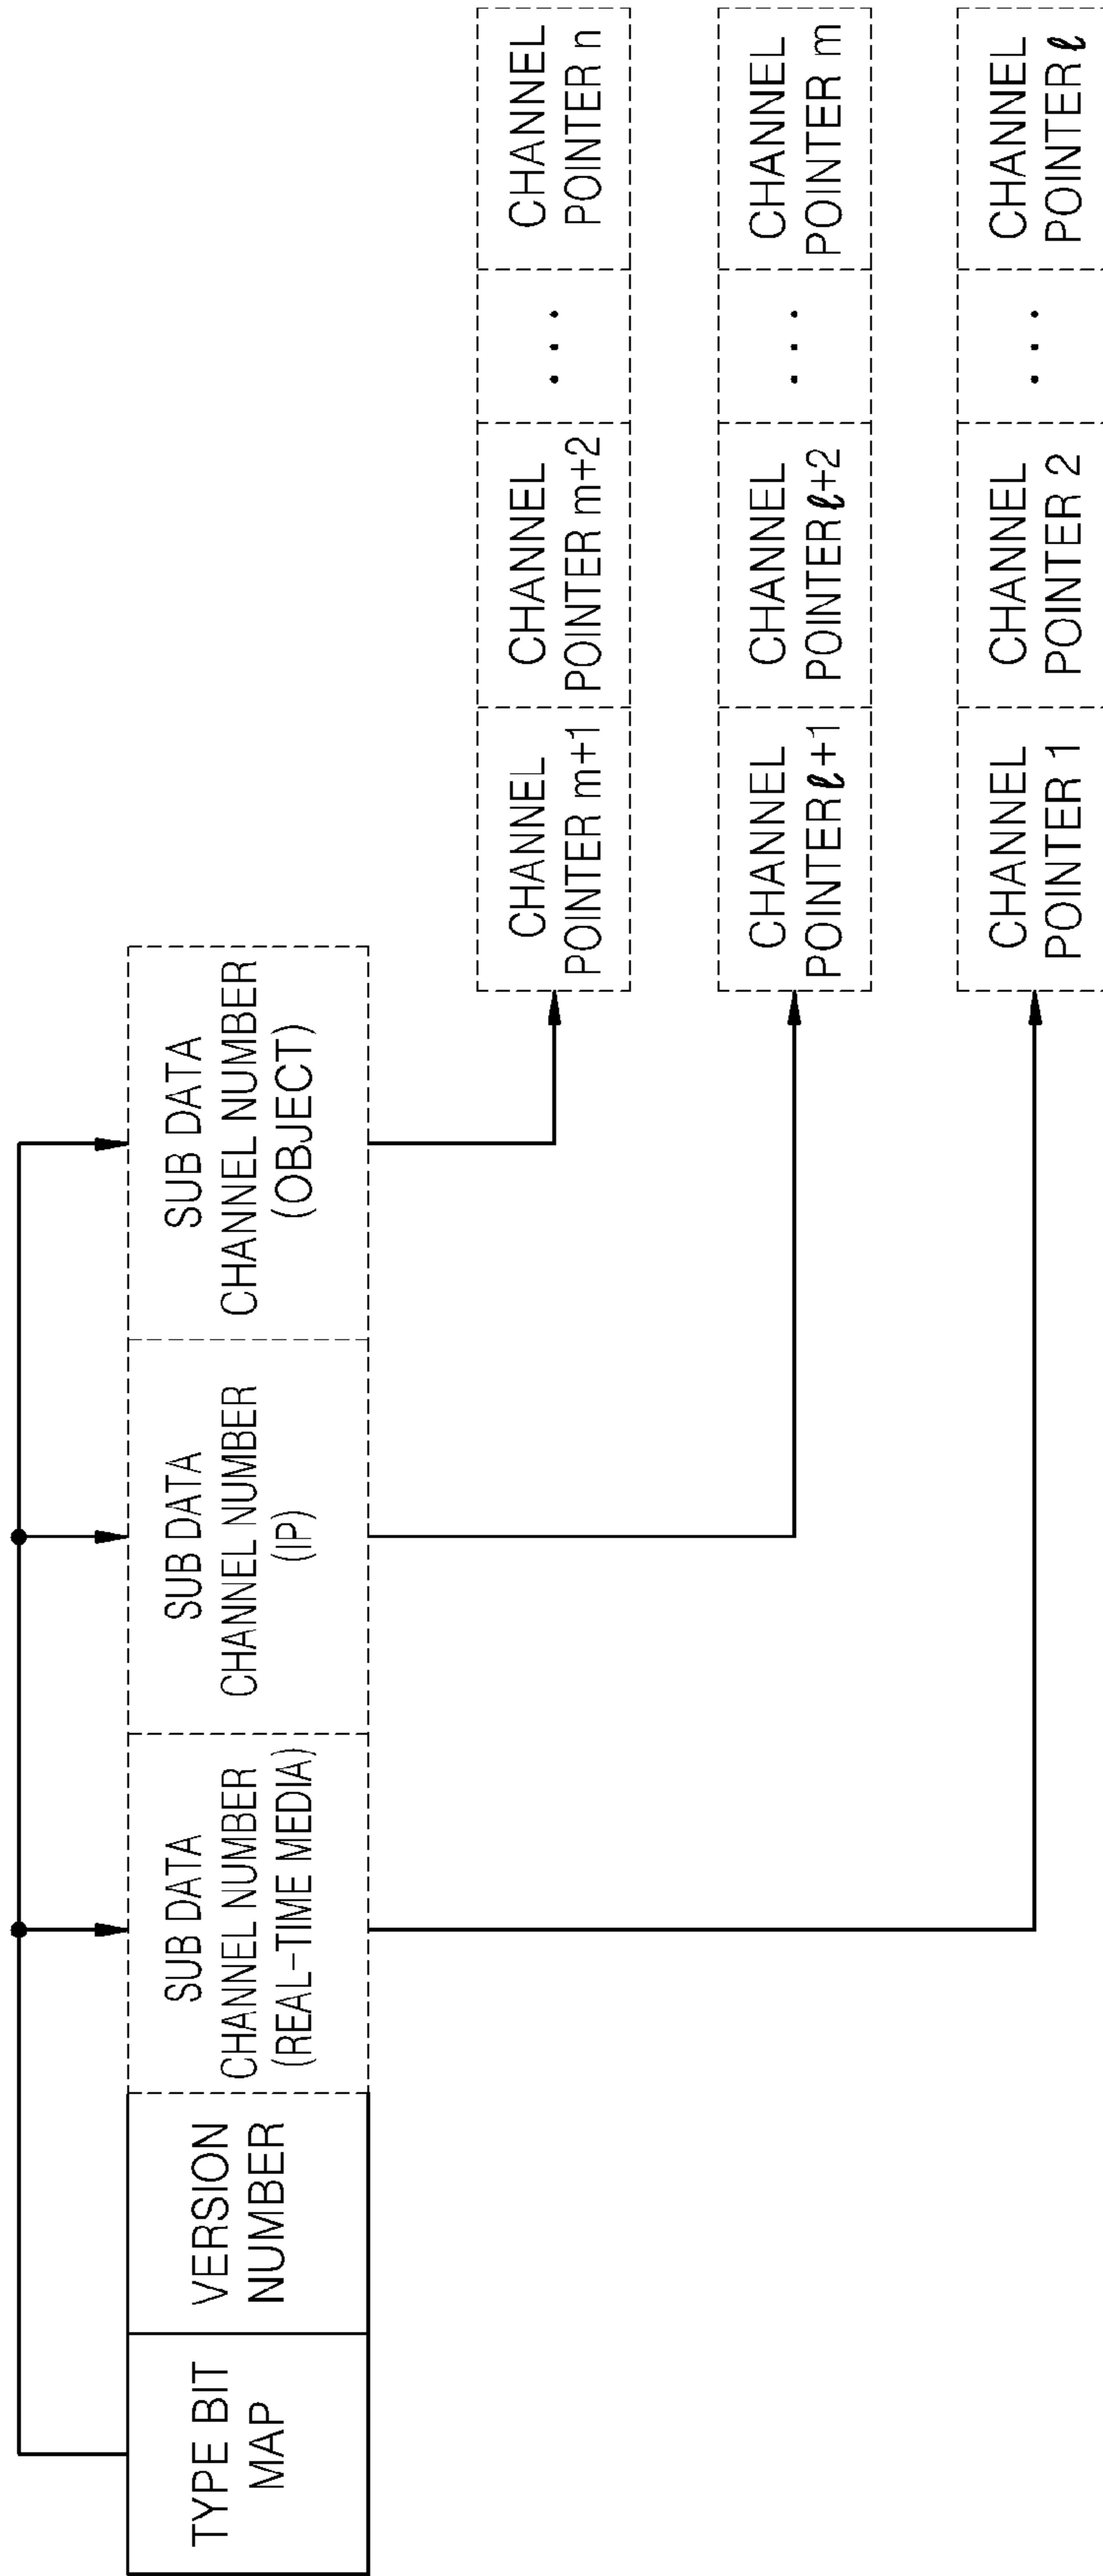 TYPE BIT
MAP
VERSION
NUMBER
SUB DATA
CHANNEL NUMBER
(REAL-TIME MEDIA)
SUB DATA
CHANNEL NUMBER
(IP)
SUB DATA
CHANNEL NUMBER
(OBJECT)
CHANNEL
POINTER m+1
CHANNEL
POINTER m+2
...
CHANNEL
POINTER n
CHANNEL
POINTER ℓ+1
CHANNEL
POINTER ℓ+2
...
CHANNEL
POINTER m
CHANNEL
POINTER 1
CHANNEL
POINTER 2
...
CHANNEL
POINTER ℓ